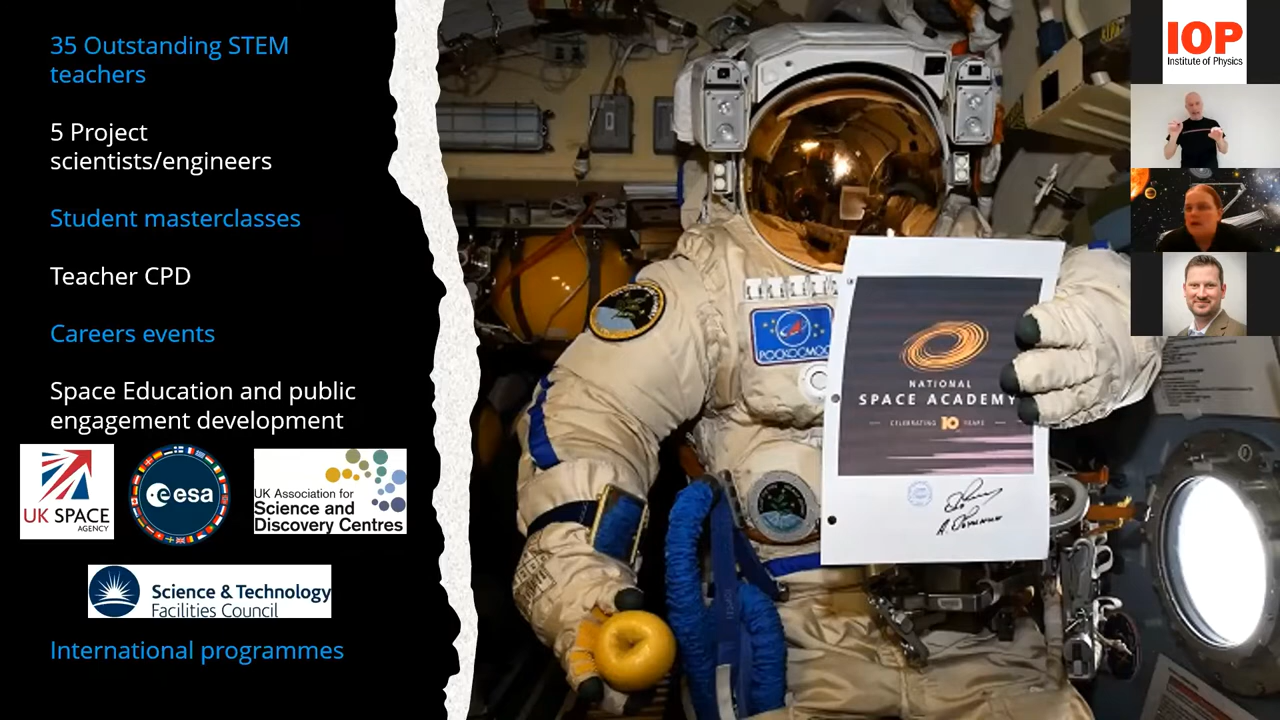 35 Outstanding STEM
teachers
5 Project
scientists/engineers
Student masterclasses
Teacher CPD
Careers events
Space Education and public
engagement development
UK SPACE
AGENCY
esa
UK Association for
Science and
Discovery Centres
Science & Technology
Facilities Council
International programmes
РОСКОСМОС
NATIONAL
SPACE ACADEMY
CELEBRATING 10 YEARS
IOP
Institute of Physics